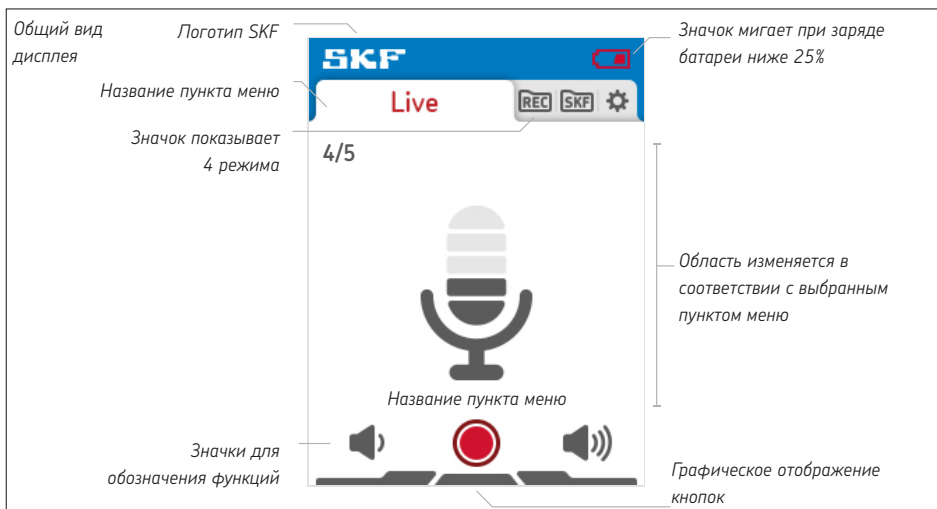 Общий вид
дисплея
Логотип SKF
Значок мигает при заряде
батареи ниже 25%
SKF
Название пункта меню
Live
REC
SKF
Значок показывает
4 режима
4/5
Область изменяется в
соответствии с выбранным
пунктом меню
Название пункта меню
Значки для
обозначения функций
Графическое отображение
кнопок